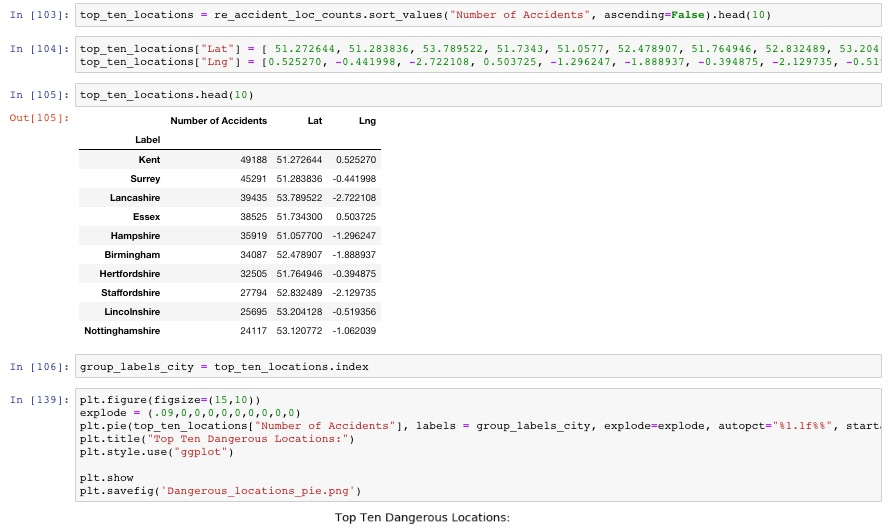 In [103]: top_ten_locations = re_accident_loc_counts.sort_values("Number of Accidents", ascending=False).head(10)
In [104]: top_ten_locations["Lat"] = [ 51.272644, 51.283836, 53.789522, 51.7343, 51.0577, 52.478907, 51.764946, 52.832489, 53.204
top_ten_locations["Lng"] = [0.525270, -0.441998, -2.722108, 0.503725, -1.296247, -1.888937, -0.394875, -2.129735, -0.51
In [105]: top_ten_locations.head(10)
Out[105]:
Number of Accidents Lat Lng
Label
Kent 49188 51.272644 0.525270
Surrey 45291 51.283836 -0.441998
Lancashire 39435 53.789522 -2.722108
Essex 38525 51.734300 0.503725
Hampshire 35919 51.057700 -1.296247
Birmingham 34087 52.478907 -1.888937
Hertfordshire 32505 51.764946 -0.394875
Staffordshire 27794 52.832489 -2.129735
Lincolnshire 25695 53.204128 -0.519356
Nottinghamshire 24117 53.120772 -1.062039
In [106]: group_labels_city = top_ten_locations.index
In [139]: plt.figure(figsize=(15,10))
explode = (.09,0,0,0,0,0,0,0,0,0)
plt.pie(top_ten_locations["Number of Accidents"], labels = group_labels_city, explode=explode, autopct="%1.1f%%", starta
plt.title("Top Ten Dangerous Locations:")
plt.style.use("ggplot")
plt.show
plt.savefig('Dangerous_locations_pie.png')
Top Ten Dangerous Locations: